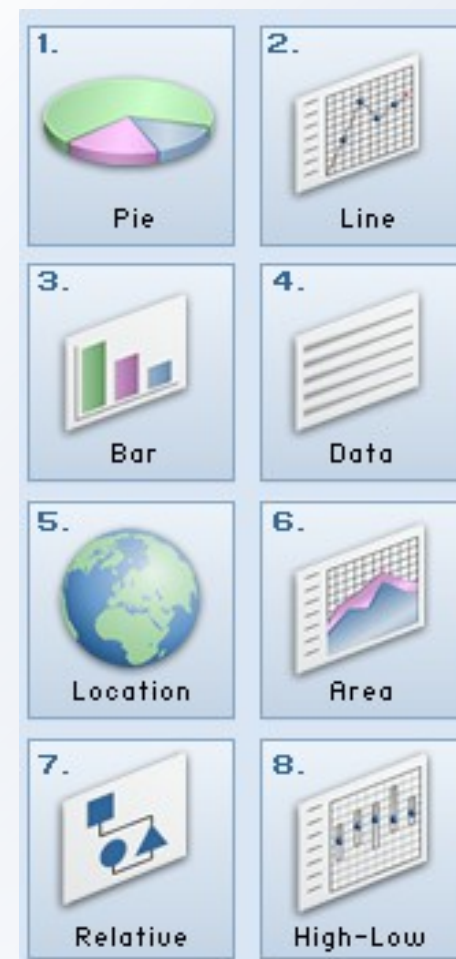 1. 2.
Pie Line
3. 4.
Bar Data
5. 6.
Location Area
7. 8.
Relative High-Low